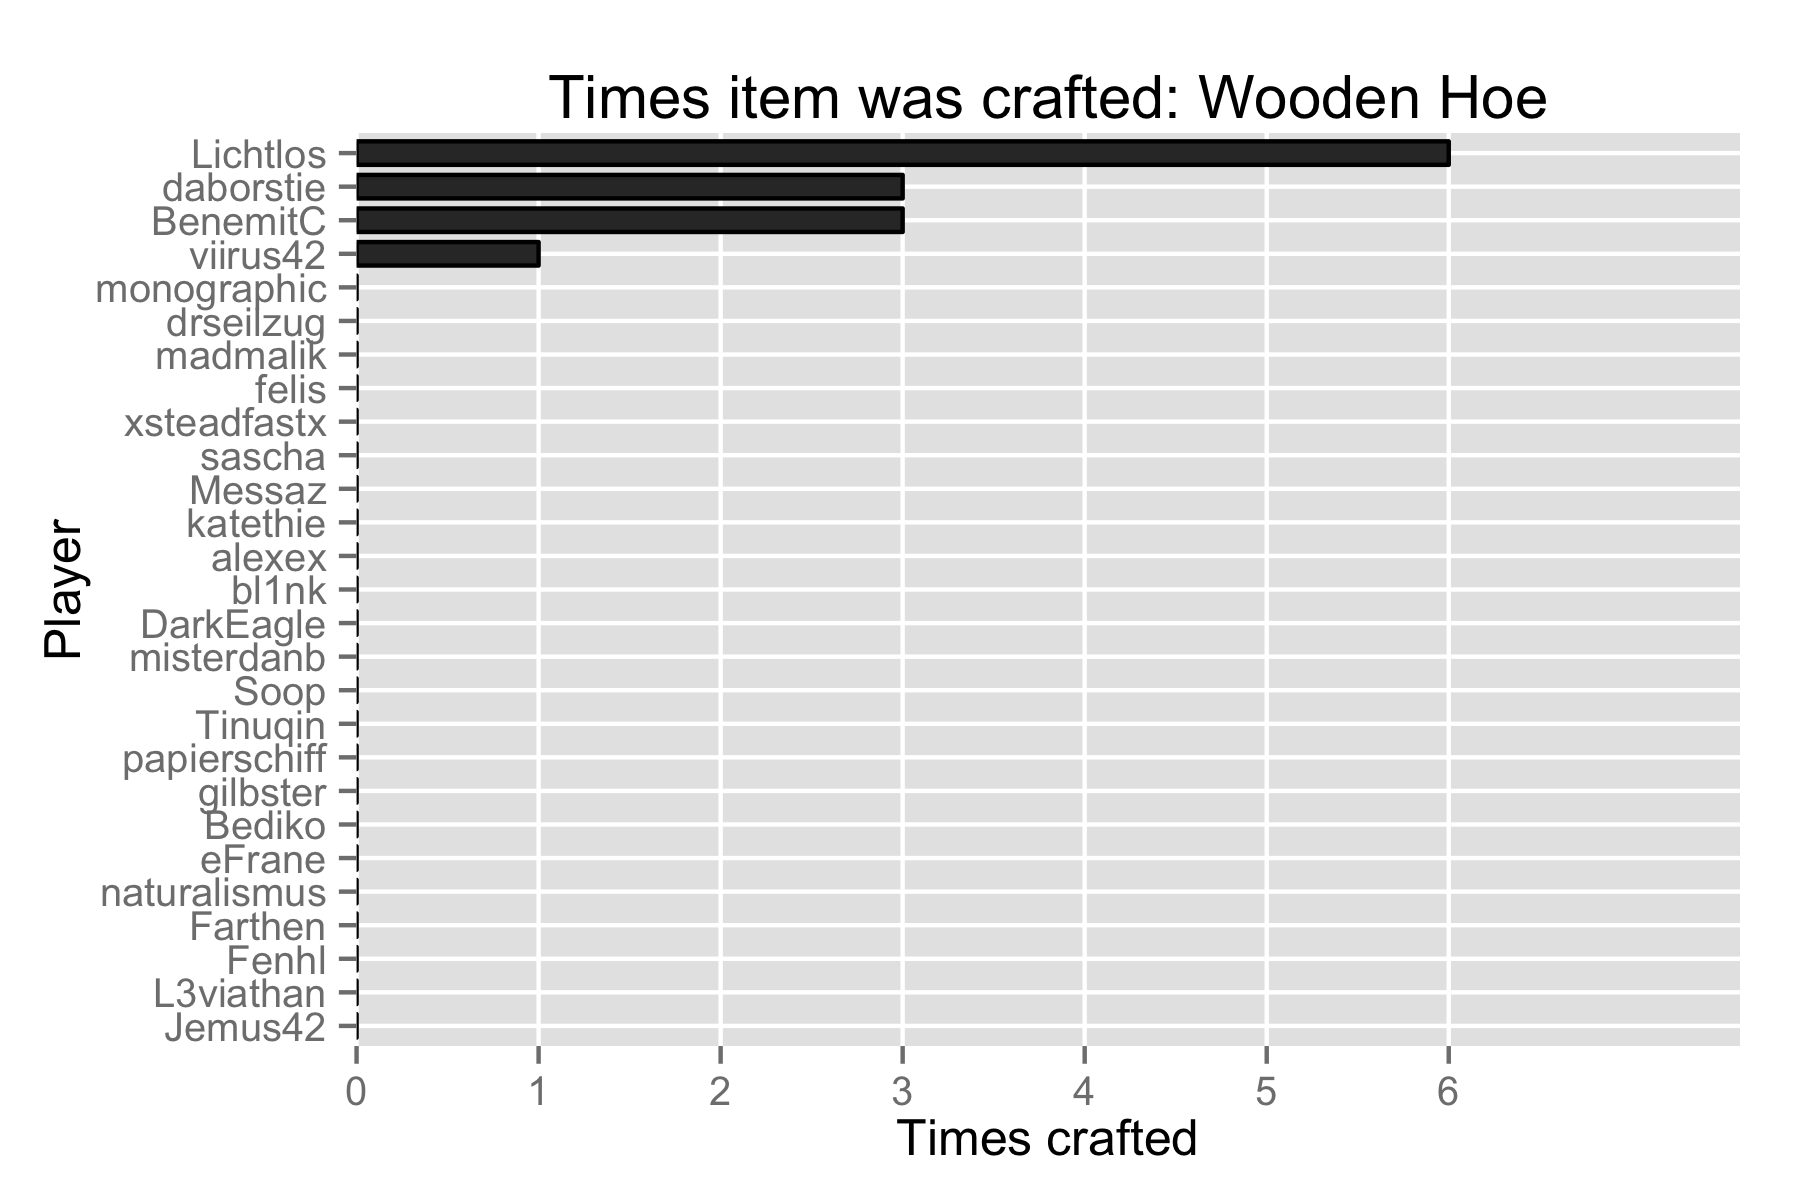 Times item was crafted: Wooden Hoe
Player
Lichtlos
daborstie
BenemitC
viirus42
monographic
drseilzug
madmalik
felis
xsteadfastx
sascha
Messaz
katethie
alexex
bl1nk
DarkEagle
misterdanb
Soop
Tinuqin
papierschiff
gilbster
Bediko
eFrane
naturalismus
Farthen
Fenhl
L3viathan
Jemus42
0 1 2 3 4 5 6
Times crafted